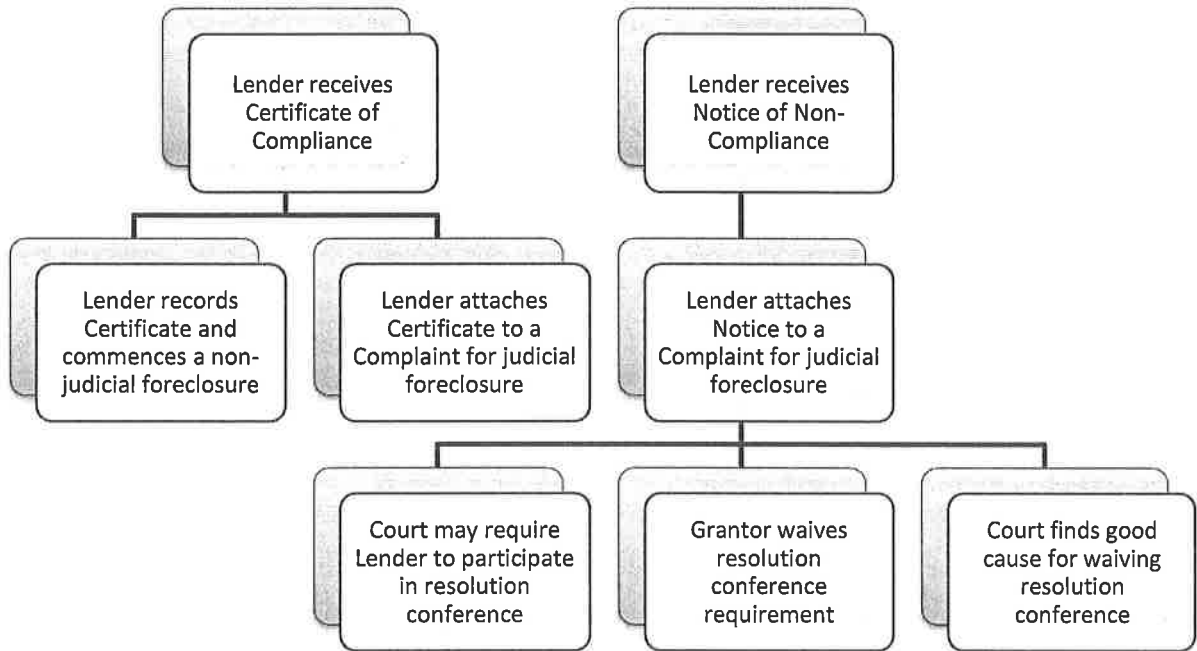 Lender receives
Certificate of
Compliance
Lender receives
Notice of Non-
Compliance
Lender records
Certificate and
commences a non-
judicial foreclosure
Lender attaches
Certificate to a
Complaint for judicial
foreclosure
Lender attaches
Notice to a
Complaint for judicial
foreclosure
Court may require
Lender to participate
in resolution
conference
Grantor waives
resolution
conference
requirement
Court finds good
cause for waiving
resolution
conference